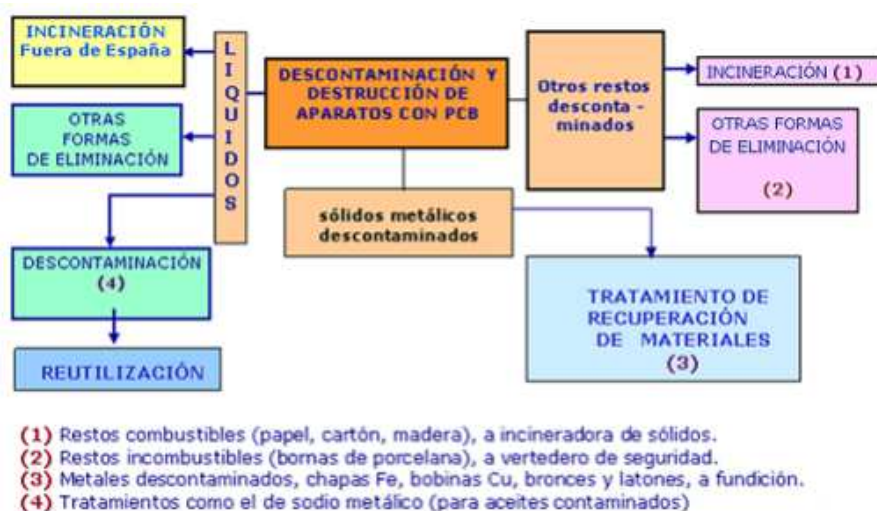 INCINERACIÓN
Fuera de España
LIQUIDOS
DESCONTAMINACIÓN Y
DESTRUCCIÓN DE
APARATOS CON PCB
Otros restos
desconta -
minados
INCINERACIÓN (1)
OTRAS
FORMAS
DE ELIMINACIÓN
OTRAS FORMAS
DE ELIMINACIÓN
(2)
sólidos metálicos
descontaminados
DESCONTAMINACIÓN
(4)
TRATAMIENTO DE
RECUPERACIÓN
DE MATERIALES
(3)
REUTILIZACIÓN
(1) Restos combustibles (papel, cartón, madera), a incineradora de sólidos.
(2) Restos incombustibles (bornas de porcelana), a vertedero de seguridad.
(3) Metales descontaminados, chapas Fe, bobinas Cu, bronces y latones, a fundición.
(4) Tratamientos como el de sodio metálico (para aceites contaminados)